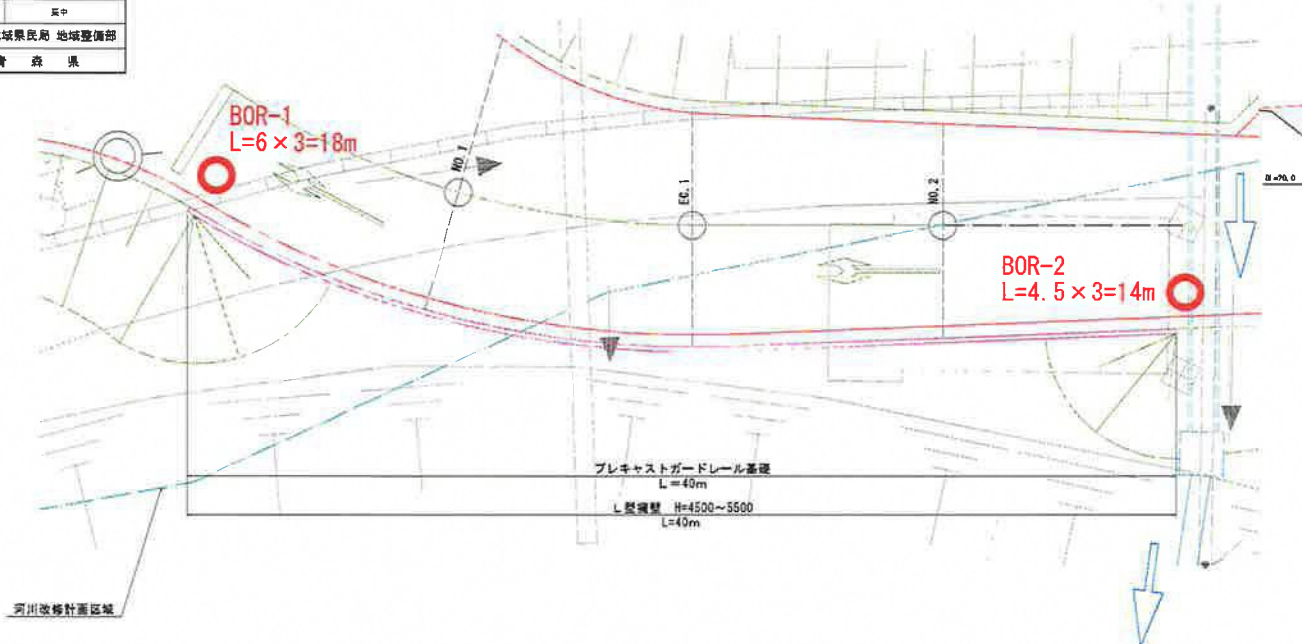 域県民局 地域整備部
青 森 県
BOR-1
L=6×3=18m
NO.1
EC.1
NO.2
BOR-2
L=4.5×3=14m
プレキャストガードレール基礎
L=40m
L型擁壁 H=4500~5500
L=40m
河川改修計画区域